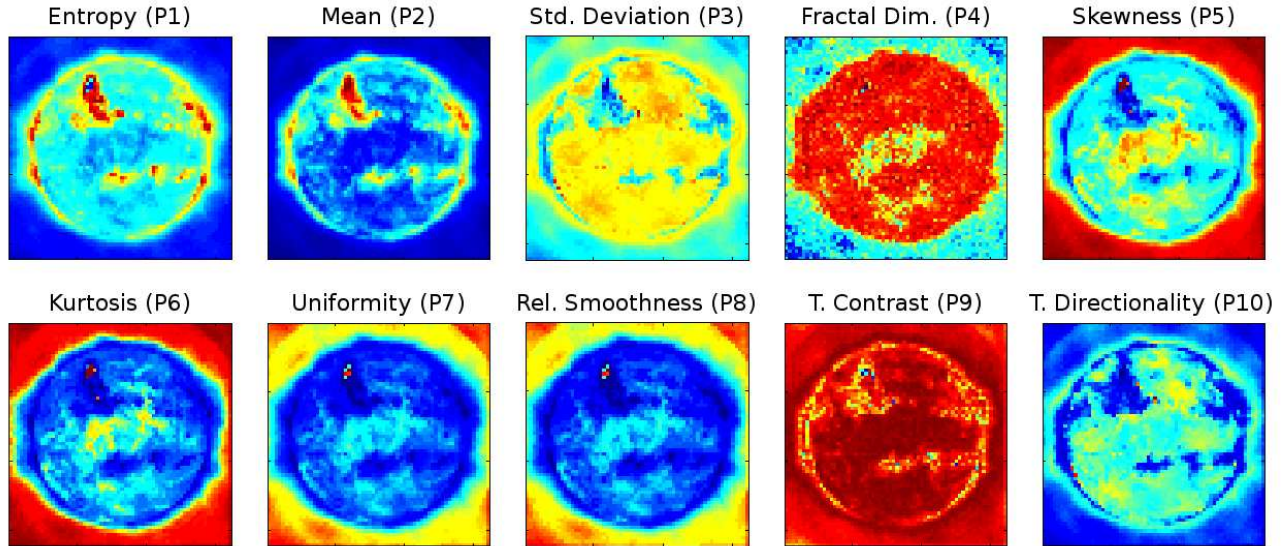 Entropy (P1)
Mean (P2)
Std. Deviation (P3)
Fractal Dim. (P4)
Skewness (P5)
Kurtosis (P6)
Uniformity (P7)
Rel. Smoothness (P8)
T. Contrast (P9)
T. Directionality (P10)